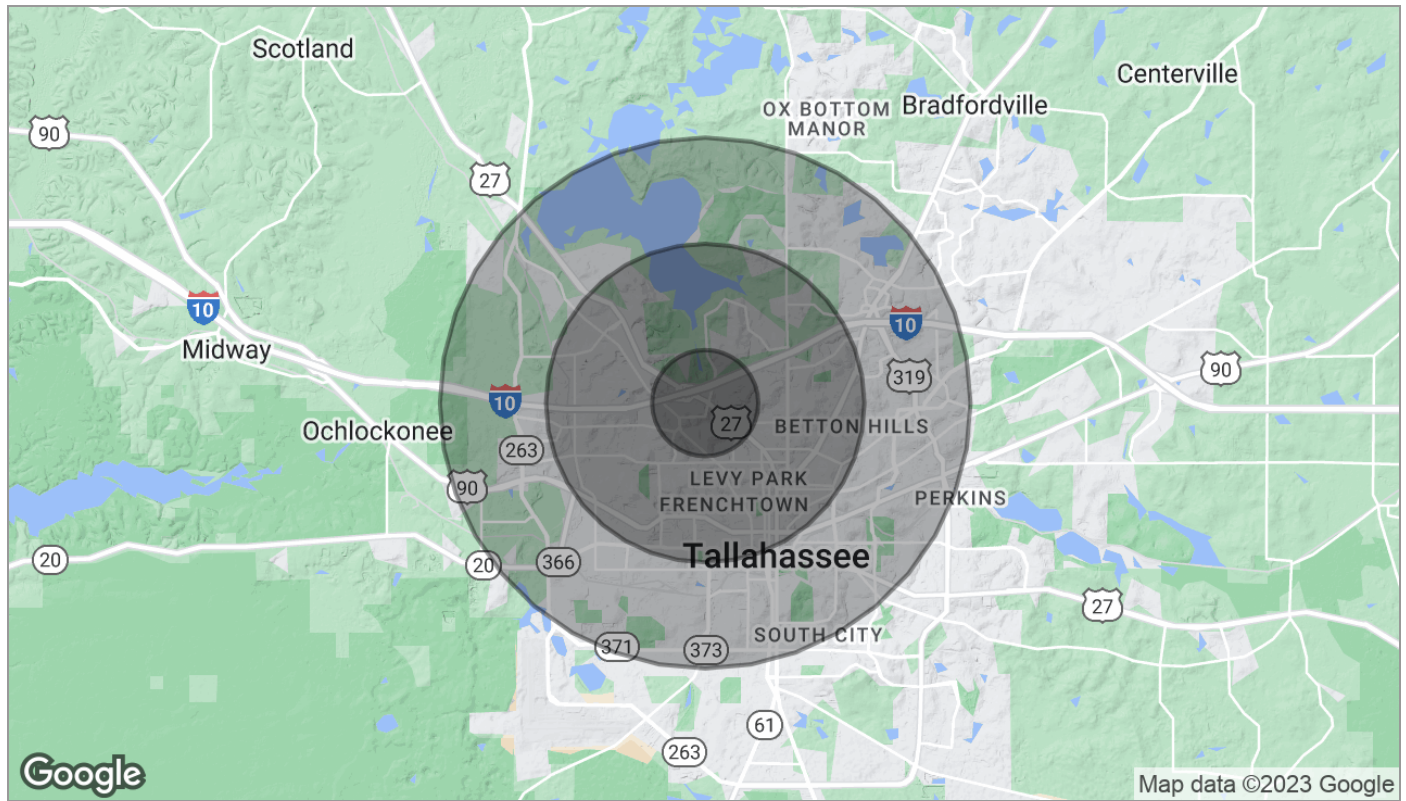 Scotland
Centerville
OX BOTTOM
MANOR
Bradfordville
90
27
10
10
Midway
319
90
10
27
BETTON HILLS
Ochlockonee
263
LEVY PARK
90
PERKINS
FRENCHTOWN
Tallahassee
20
366
20
27
SOUTH CITY
371
373
61
263
Google
Map data ©2023 Google